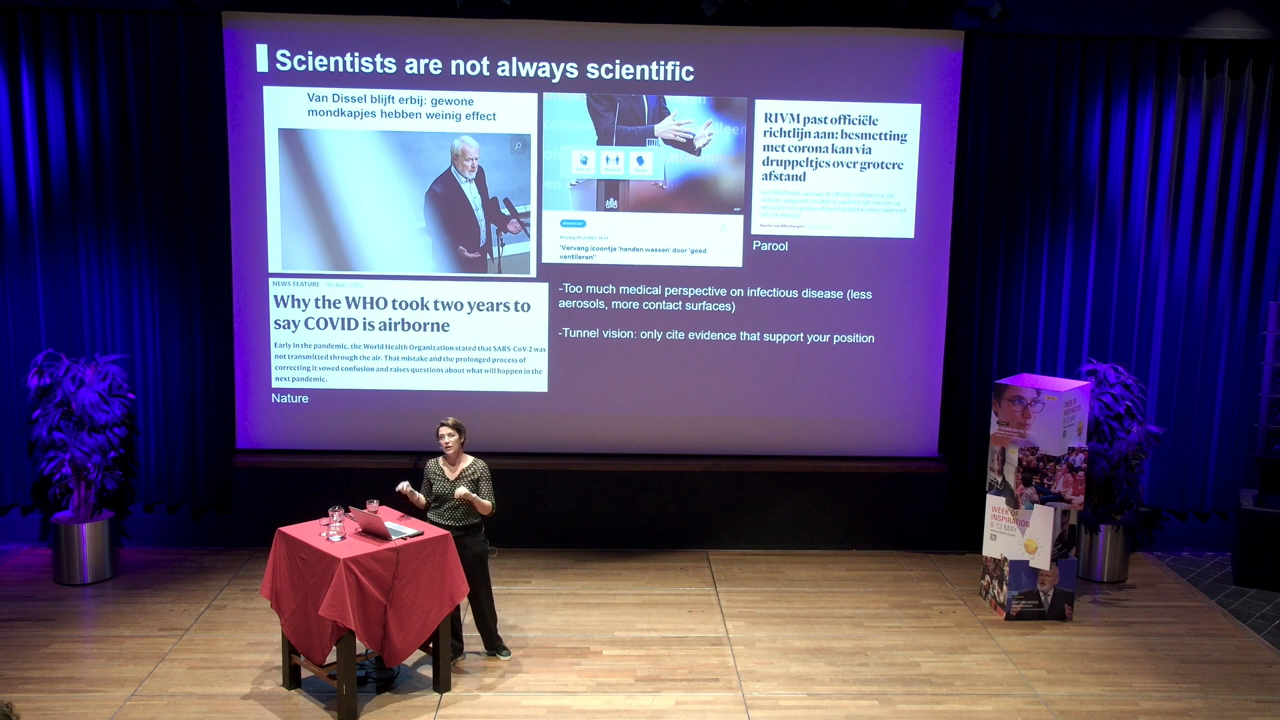 Scientists are not always scientific
Van Dissel blijft erbij: gewone
mondkapjes hebben weinig effect
"Vervang icoontje 'handen wassen' door 'goed
ventileren'"
RIVM past officiële
richtlijn aan: besmetting
met corona kan via
druppeltjes over grotere
afstand
Parool
NEWS FEATURE
Why the WHO took two years to
say COVID is airborne
Early in the pandemic, the World Health Organization stated that SARS-CoV-2 was
not transmitted through the air. That mistake and the prolonged process of
correcting it sowed confusion and raises questions about what will happen in the
next pandemic.
Nature
-Too much medical perspective on infectious disease (less
aerosols, more contact surfaces)
-Tunnel vision: only cite evidence that support your position
WEEK OF
INSPIRATION
6-12 MAY